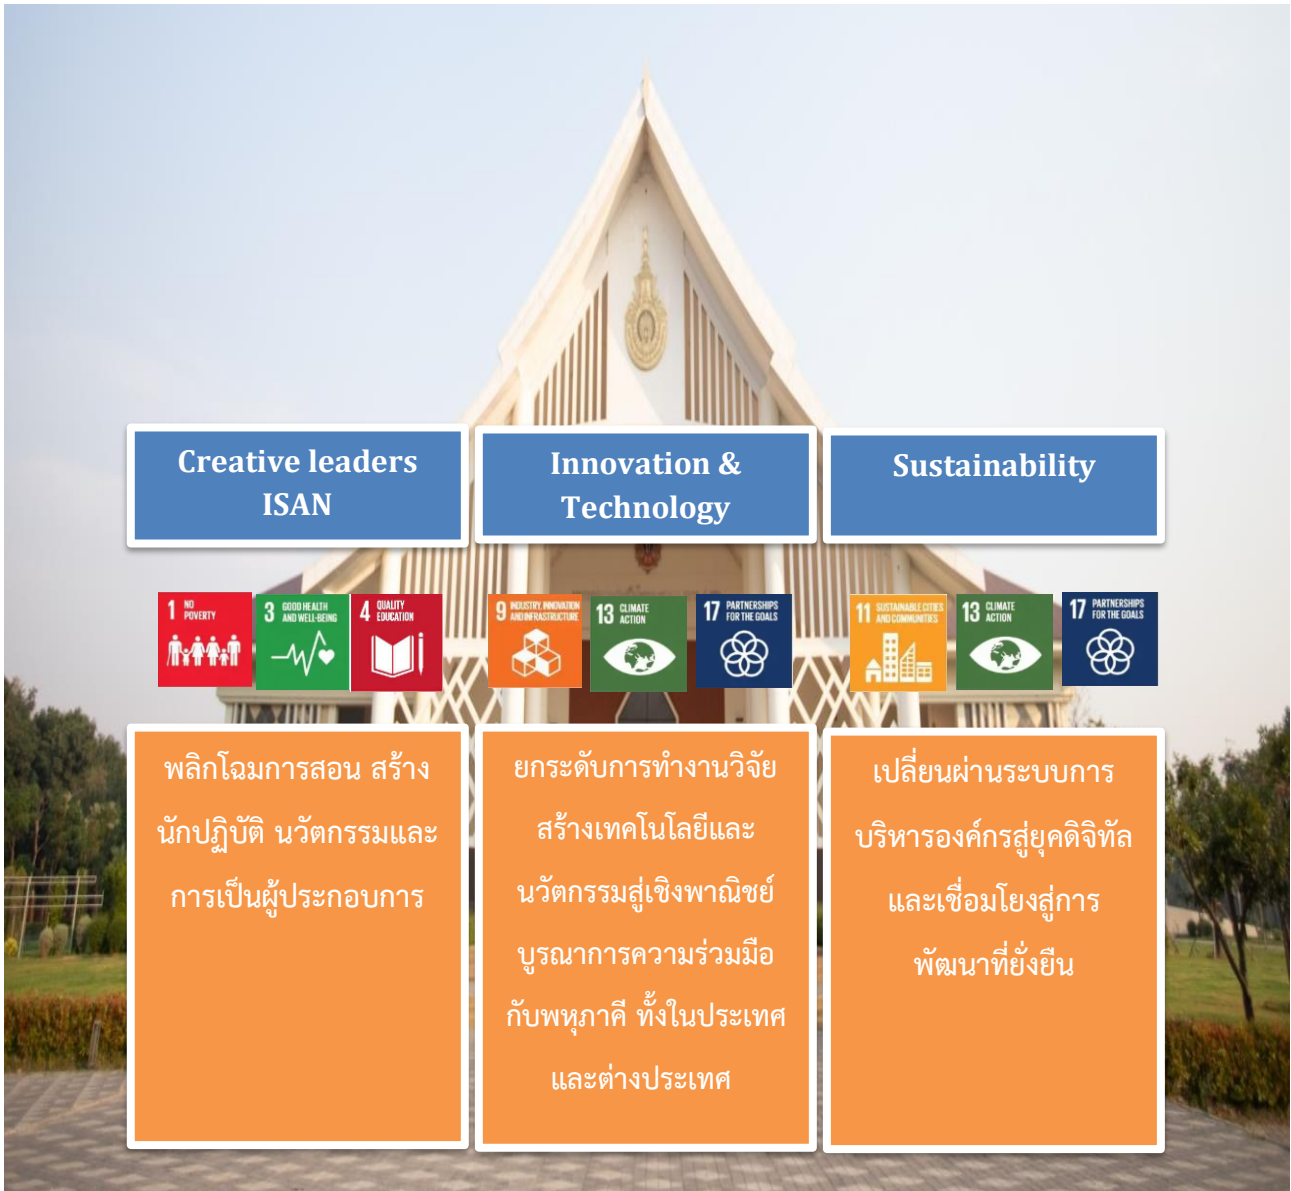 Creative leaders
ISAN
Innovation &
Technology
Sustainability
1 NO
POVERTY
3 GOOD HEALTH
AND WELL-BEING
4 QUALITY
EDUCATION
9 INDUSTRY, INNOVATION
AND INFRASTRUCTURE
13 CLIMATE
ACTION
17 PARTNERSHIPS
FOR THE GOALS
11 SUSTAINABLE CITIES
AND COMMUNITIES
13 CLIMATE
ACTION
17 PARTNERSHIPS
FOR THE GOALS
พลิกโฉมการสอน สร้าง
นักปฏิบัติ นวัตกรรมและ
การเป็นผู้ประกอบการ
ยกระดับการทำงานวิจัย
สร้างเทคโนโลยีและ
นวัตกรรมสู่เชิงพาณิชย์
บูรณาการความร่วมมือ
กับพหุภาคี ทั้งในประเทศ
และต่างประเทศ
เปลี่ยนผ่านระบบการ
บริหารองค์กรสู่ยุคดิจิทัล
และเชื่อมโยงสู่การ
พัฒนาที่ยั่งยืน